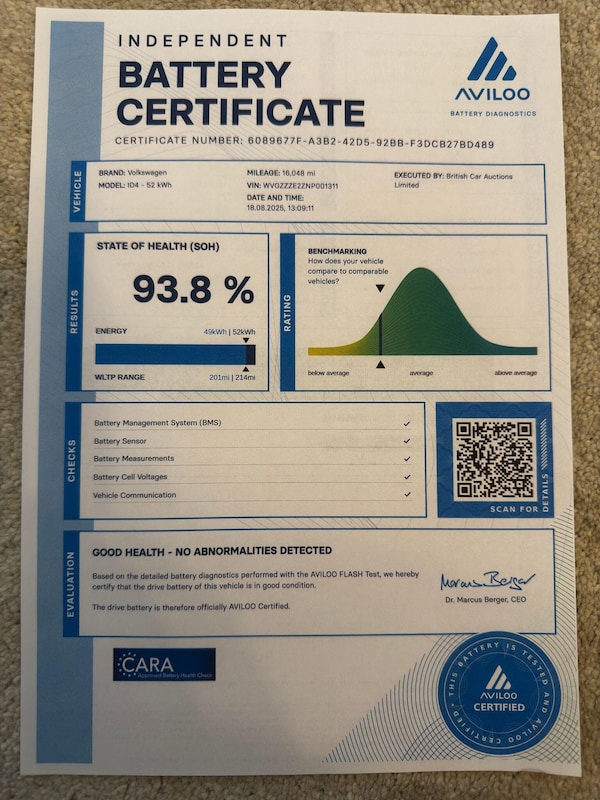 INDEPENDENT
BATTERY
CERTIFICATE
AVILOO
BATTERY DIAGNOSTICS
CERTIFICATE NUMBER: 6089677F-A3B2-42D5-92BB-F3DCB27BD489
VEHICLE
BRAND: Volkswagen
MODEL: ID4 - 52 kWh
MILEAGE: 16,048 mi
VIN: WVGZZZE2ZNP001311
DATE AND TIME:
18.08.2025, 13:09:11
EXECUTED BY: British Car Auctions
Limited
RESULTS
STATE OF HEALTH (SOH)
93.8 %
ENERGY
49kWh | 52kWh
WLTP RANGE
201mi | 214mi
RATING
BENCHMARKING
How does your vehicle
compare to comparable
vehicles?
below average
average
above average
CHECKS
Battery Management System (BMS)
Battery Sensor
Battery Measurements
Battery Cell Voltages
Vehicle Communication
SCAN FOR
DETAILS
EVALUATION
GOOD HEALTH - NO ABNORMALITIES DETECTED
Based on the detailed battery diagnostics performed with the AVILOO FLASH Test, we hereby
certify that the drive battery of this vehicle is in good condition.
The drive battery is therefore officially AVILOO Certified.
Marcus Berger
Dr. Marcus Berger, CEO
CARA
Approved Battery Health Check
THIS BATTERY IS TESTED AND AVILOO CERTIFIED
AVILOO
CERTIFIED